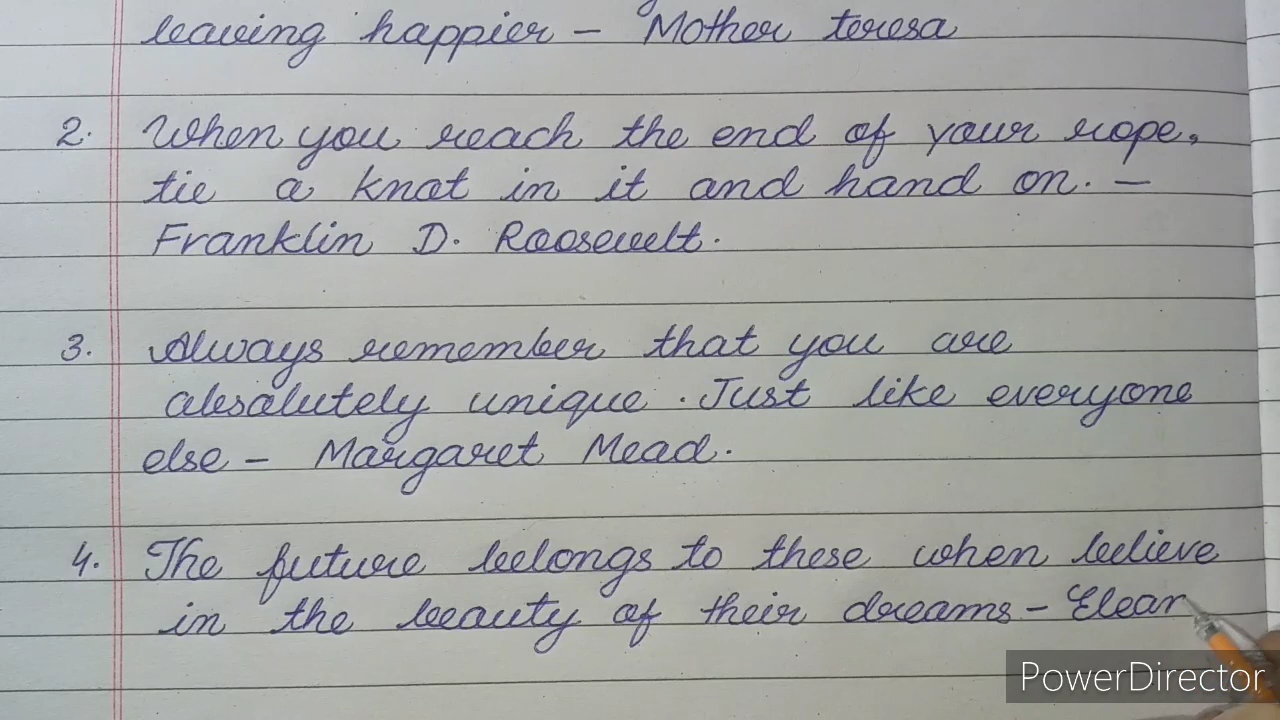 leaving happier - Mother teresa
2. When you reach the end of your rope,
tie a knot in it and hand on. -
Franklin D. Roosevelt.
3. Always remember that you are
absolutely unique. Just like everyone
else - Margaret Mead.
4. The future belongs to these when believe
in the beauty of their dreams - Elean
PowerDirector